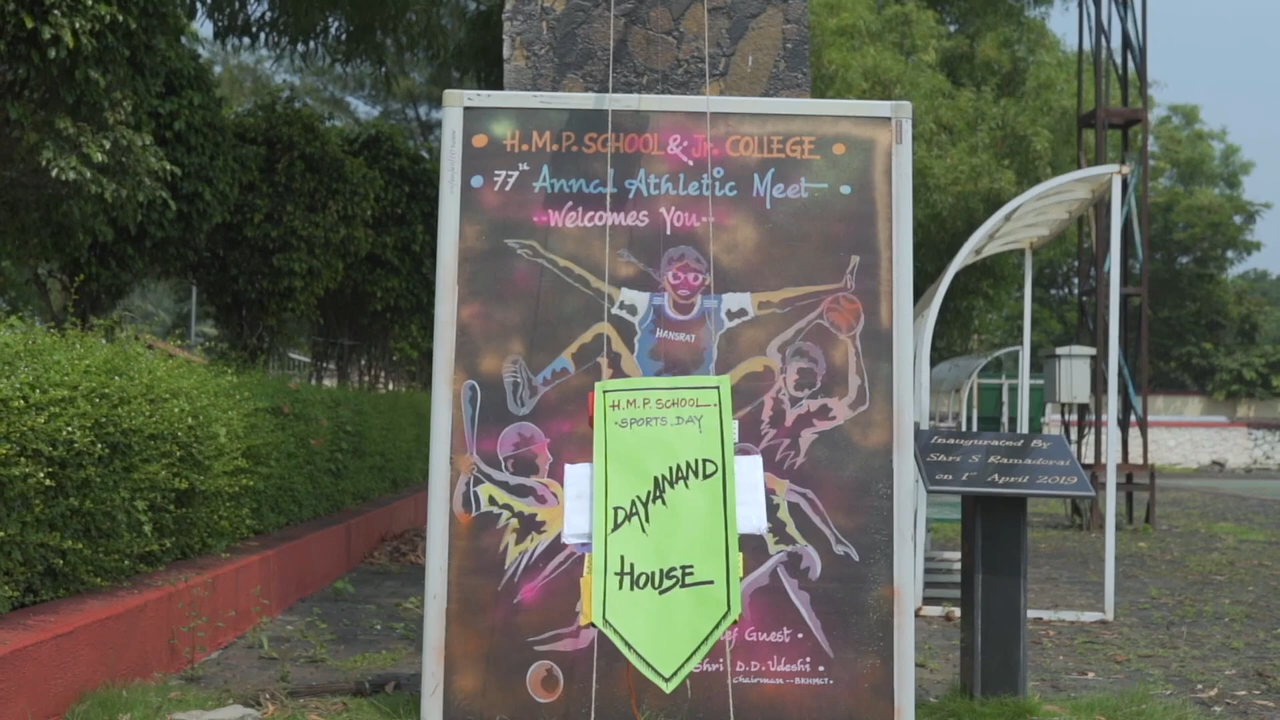 H.M.P. SCHOOL & Jr. COLLEGE
77th Annal Athletic Meet
Welcomes You
HANSRAJ
H.M.P. SCHOOL
SPORTS DAY
DAYANAND
HOUSE
Guest
Shri D.D. Udeshi
Chairman -- BKHMCT.
Inaugurated By
Shri S Ramadorai
on 1st April 2019